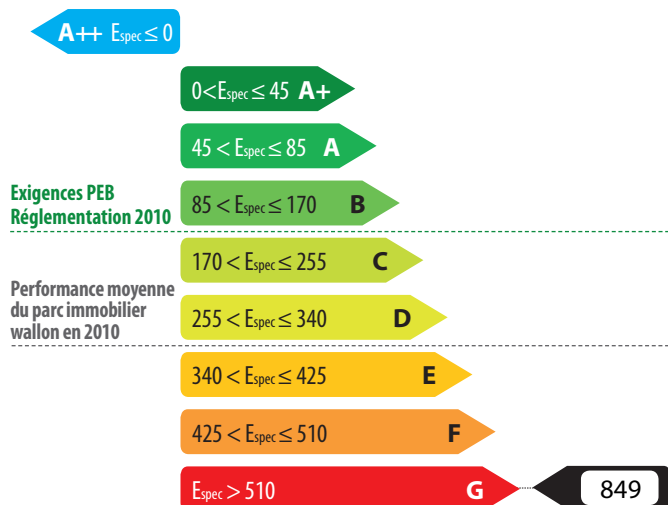 A++ Espec ≤ 0
0<Espec ≤ 45 A+
45 < Espec ≤ 85 A
Exigences PEB
Réglementation 2010
85 < Espec ≤ 170 B
170 < Espec ≤ 255 C
Performance moyenne
du parc immobilier
wallon en 2010
255 < Espec ≤ 340 D
340 < Espec ≤ 425 E
425 < Espec ≤ 510 F
Espec > 510 G 849